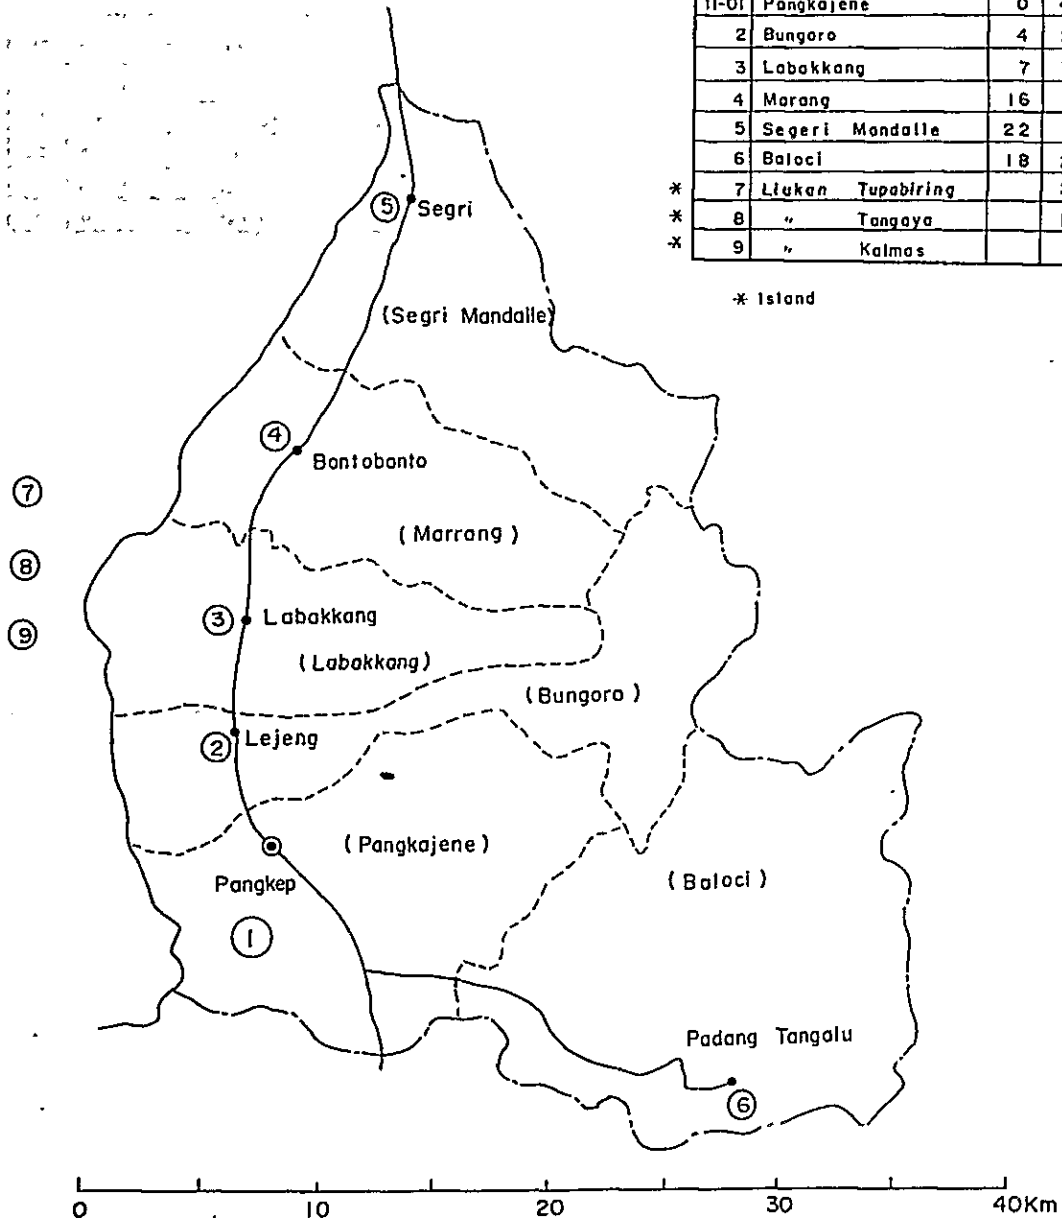 11-01 Pangkajene 0
2 Bungoro 4
3 Labakkang 7
4 Marang 16
5 Segeri Mandalle 22
6 Baloci 18
* 7 Liukan Tupabiring
* 8 " Tangaya
* 9 " Kalmas
* Island
⑤ Segri
(Segri Mandalle)
④
Bontobonto
⑦
(Marrang)
⑧
③ Labakkang
⑨
(Labakkang)
(Bungoro)
② Lejeng
(Pangkajene)
(Baloci)
Pangkep
①
Padang Tangalu
⑥
0 10 20 30 40Km